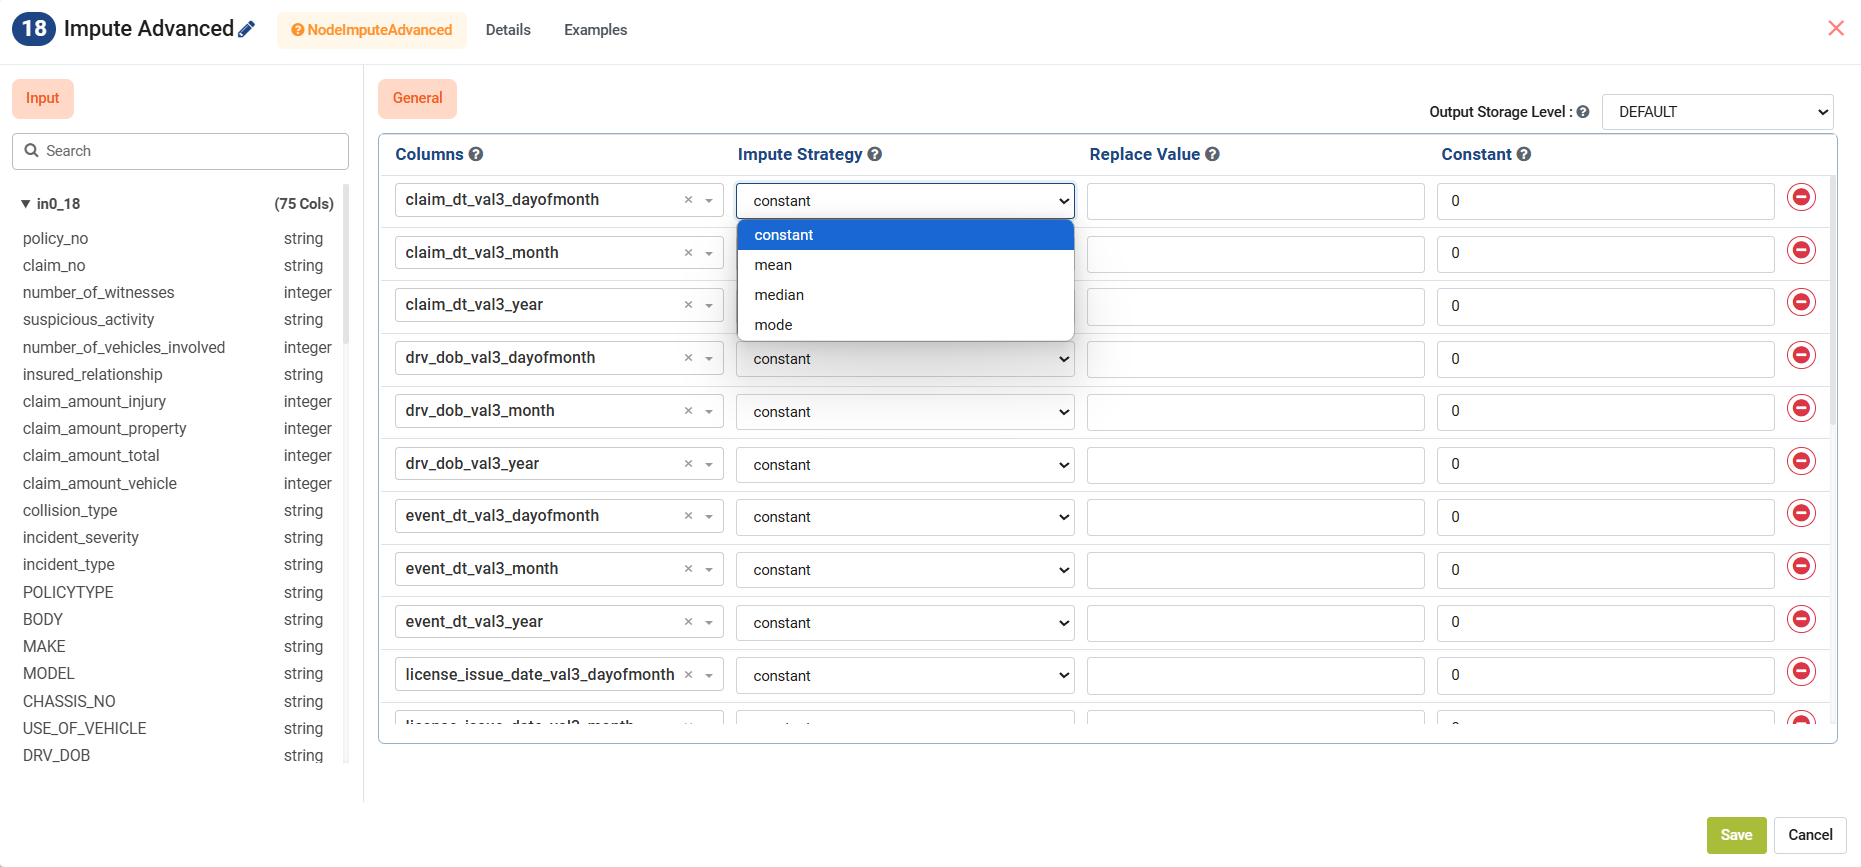 18 Impute Advanced NodeImputeAdvanced Details Examples
Input
Search
in0_18 (75 Cols)
policy_no string
claim_no string
number_of_witnesses integer
suspicious_activity string
number_of_vehicles_involved integer
insured_relationship string
claim_amount_injury integer
claim_amount_property integer
claim_amount_total integer
claim_amount_vehicle integer
collision_type string
incident_severity string
incident_type string
POLICYTYPE string
BODY string
MAKE string
MODEL string
CHASSIS_NO string
USE_OF_VEHICLE string
DRV_DOB string
General
Output Storage Level : DEFAULT
Columns Impute Strategy Replace Value Constant
claim_dt_val3_dayofmonth × constant 0
constant
mean
median
mode
claim_dt_val3_month × 0
claim_dt_val3_year × 0
drv_dob_val3_dayofmonth × constant 0
drv_dob_val3_month × constant 0
drv_dob_val3_year × constant 0
event_dt_val3_dayofmonth × constant 0
event_dt_val3_month × constant 0
event_dt_val3_year × constant 0
license_issue_date_val3_dayofmonth × constant 0
license_issue_date_val3_month
Save Cancel